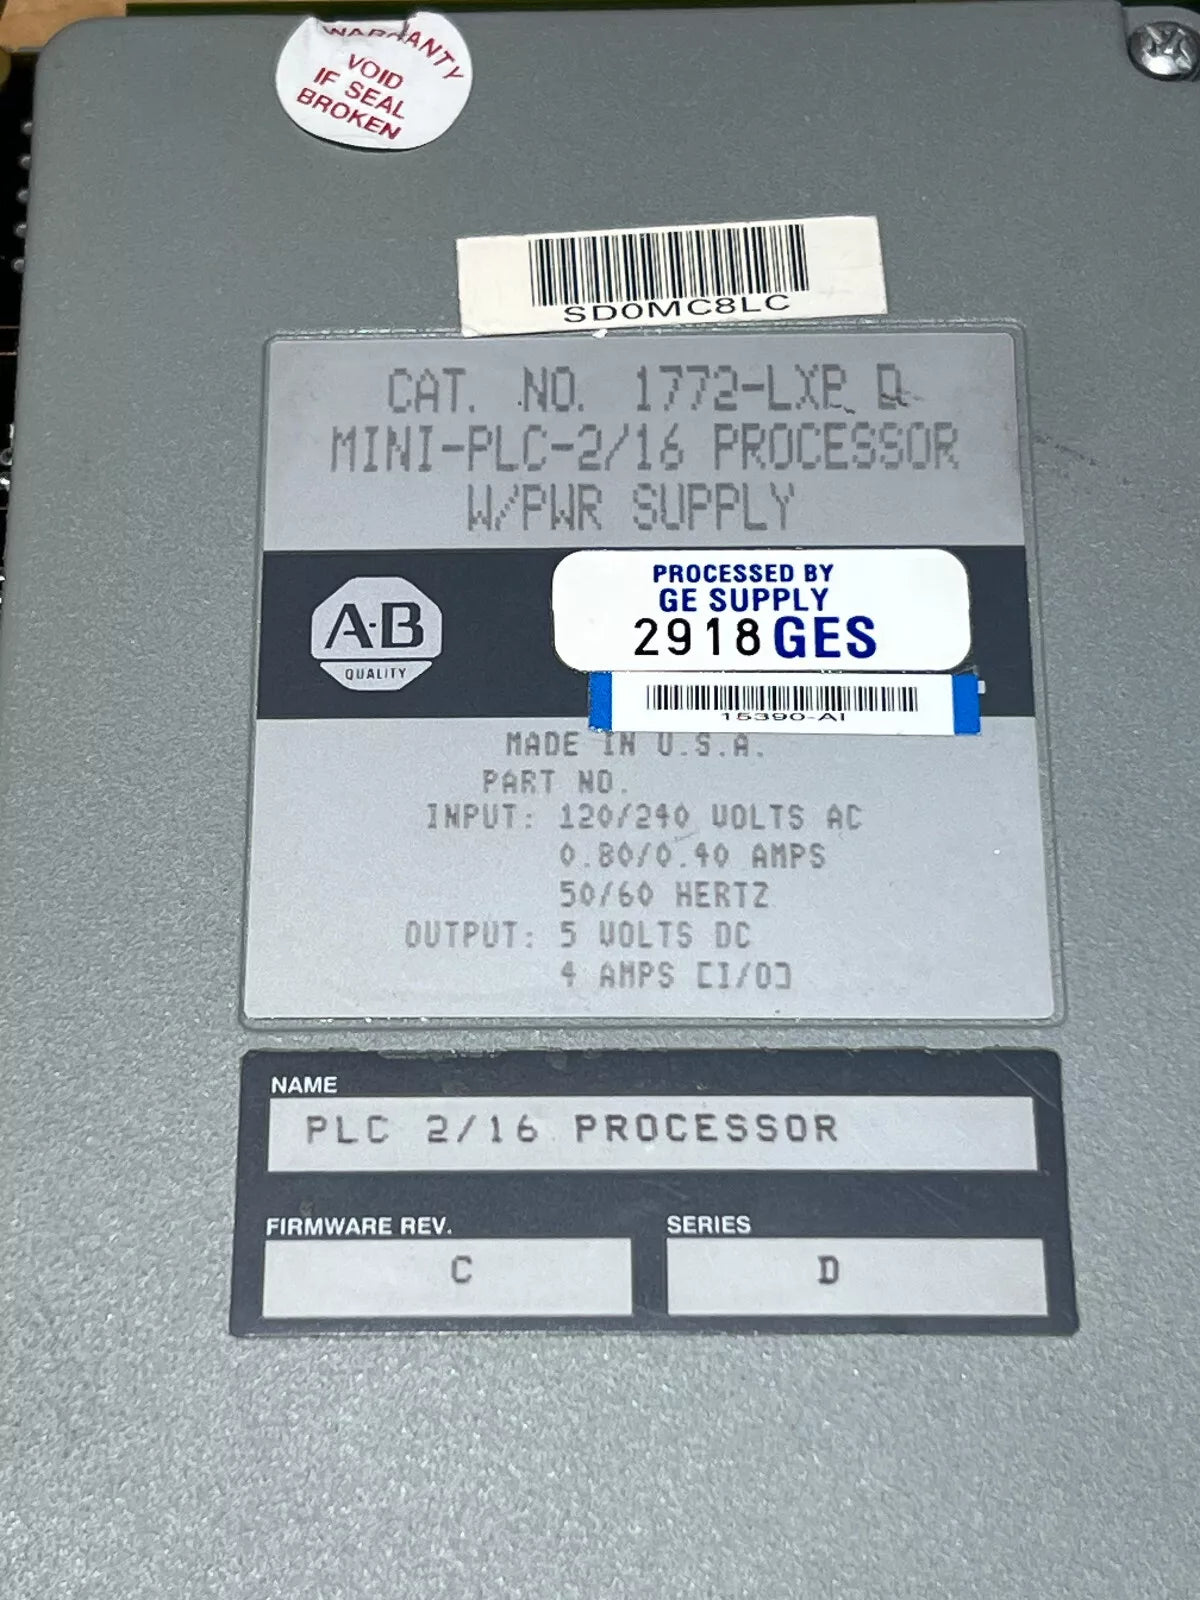 WARRANTY
VOID
IF SEAL
BROKEN
SD0MC8LC
CAT. NO. 1772-LXP D
MINI-PLC-2/16 PROCESSOR
W/PWR SUPPLY
PROCESSED BY
GE SUPPLY
2918 GES
A-B
QUALITY
15390-AI
MADE IN U.S.A.
PART NO.
INPUT: 120/240 VOLTS AC
0.80/0.40 AMPS
50/60 HERTZ
OUTPUT: 5 VOLTS DC
4 AMPS [I/O]
NAME
PLC 2/16 PROCESSOR
FIRMWARE REV.
C
SERIES
D